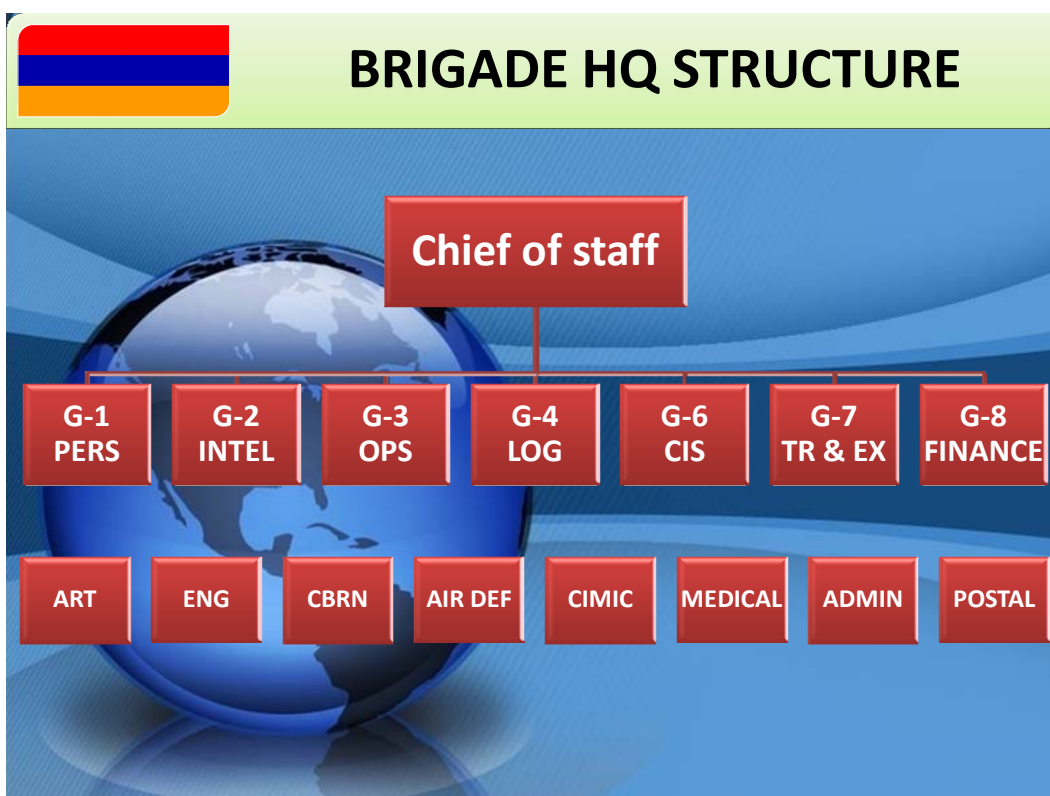 BRIGADE HQ STRUCTURE
Chief of staff
G-1
PERS
G-2
INTEL
G-3
OPS
G-4
LOG
G-6
CIS
G-7
TR & EX
G-8
FINANCE
ART
ENG
CBRN
AIR DEF
CIMIC
MEDICAL
ADMIN
POSTAL